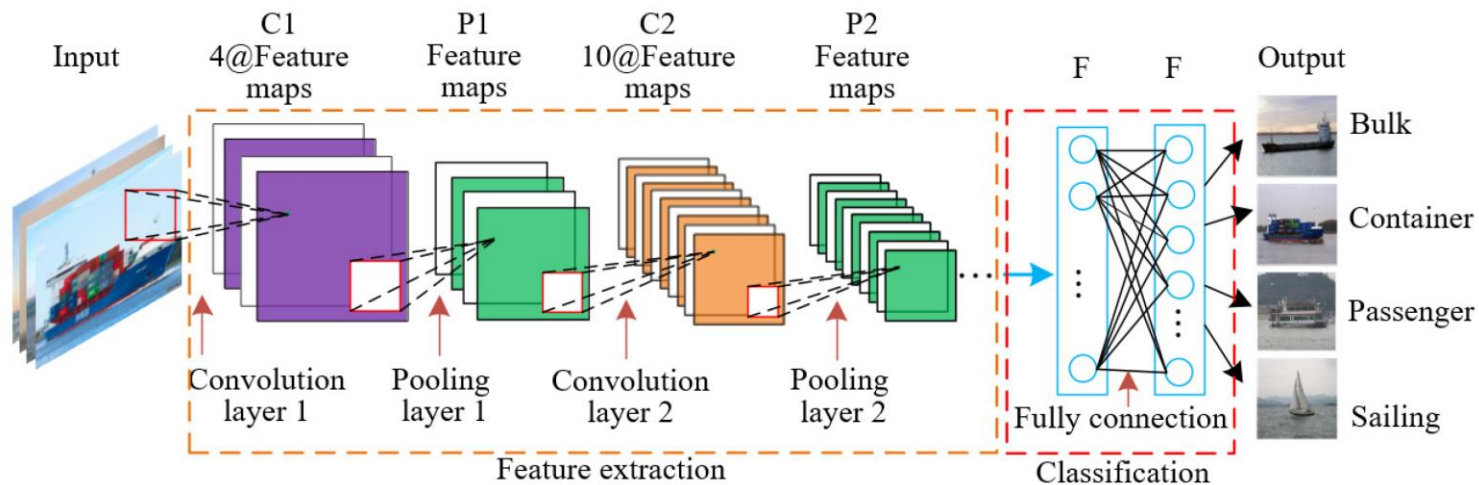 Input
C1
4@Feature
maps
P1
Feature
maps
C2
10@Feature
maps
P2
Feature
maps
F
F
Output
Bulk
Container
Passenger
Sailing
Convolution
layer 1
Pooling
layer 1
Convolution
layer 2
Pooling
layer 2
Fully connection
Feature extraction
Classification